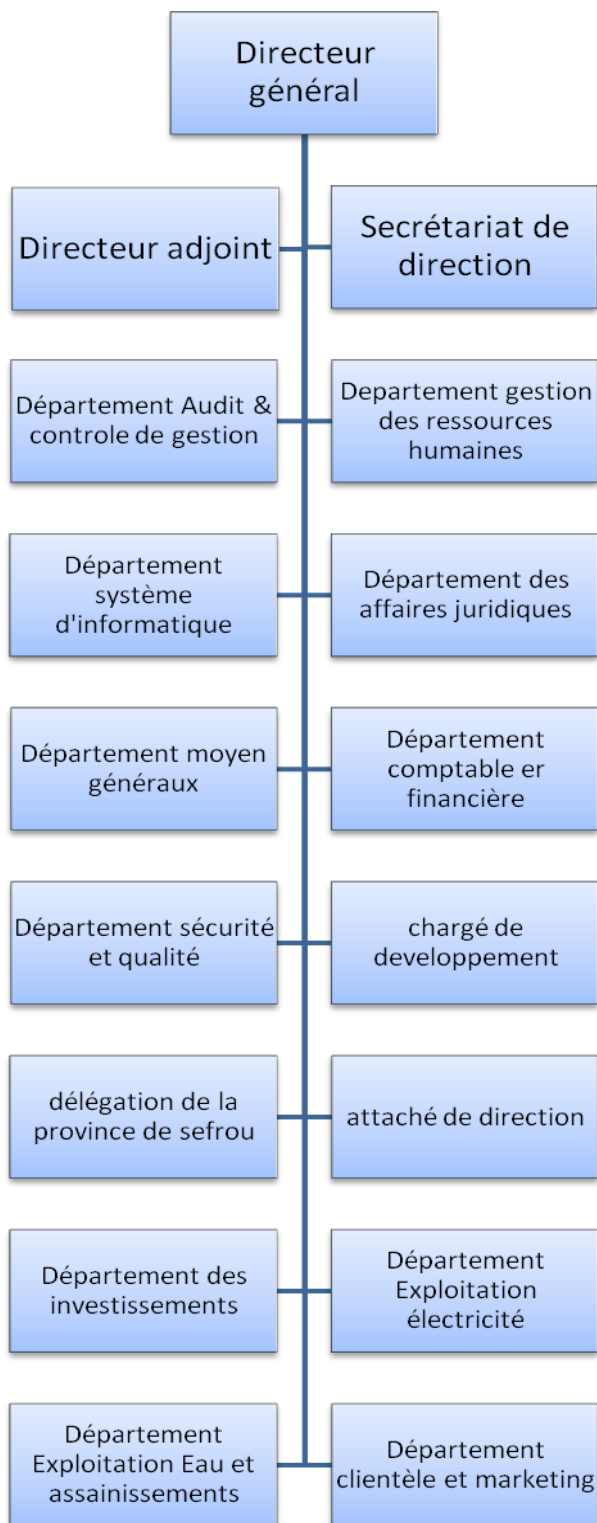 Directeur
général
Directeur adjoint
Secrétariat de
direction
Département Audit &
controle de gestion
Departement gestion
des ressources
humaines
Département
système
d'informatique
Département des
affaires juridiques
Département moyen
généraux
Département
comptable er
financière
Département sécurité
et qualité
chargé de
developpement
délégation de la
province de sefrou
attaché de direction
Département des
investissements
Département
Exploitation
électricité
Département
Exploitation Eau et
assainissements
Département
clientèle et marketing